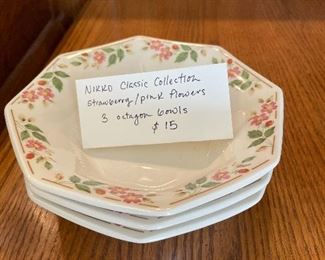 NIKKO Classic Collection
strawberry/pink flowers
3 octagon bowls
$15